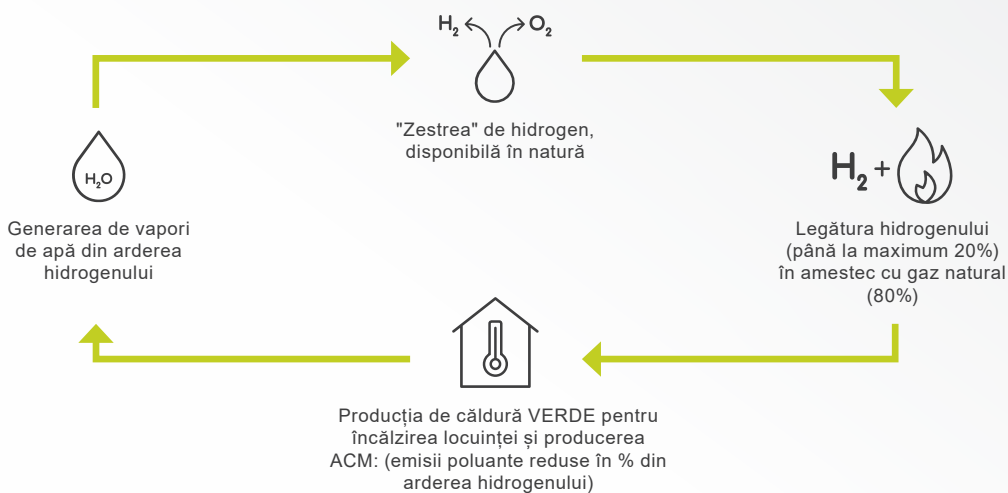 H2 O2
"Zestrea" de hidrogen,
disponibilă în natură
H2O
Generarea de vapori
de apă din arderea
hidrogenului
H2 +
Legătura hidrogenului
(până la maximum 20%)
în amestec cu gaz natural
(80%)
Producția de căldură VERDE pentru
încălzirea locuinței și producerea
ACM: (emisii poluante reduse în % din
arderea hidrogenului)